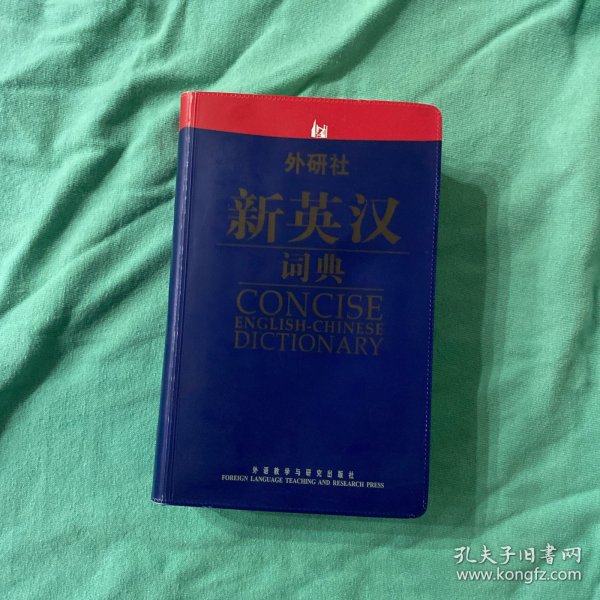 外研社
新英汉
词典
CONCISE
ENGLISH-CHINESE
DICTIONARY
外语教学与研究出版社
FOREIGN LANGUAGE TEACHING AND RESEARCH PRESS
孔夫子旧书网
www.kongfz.com